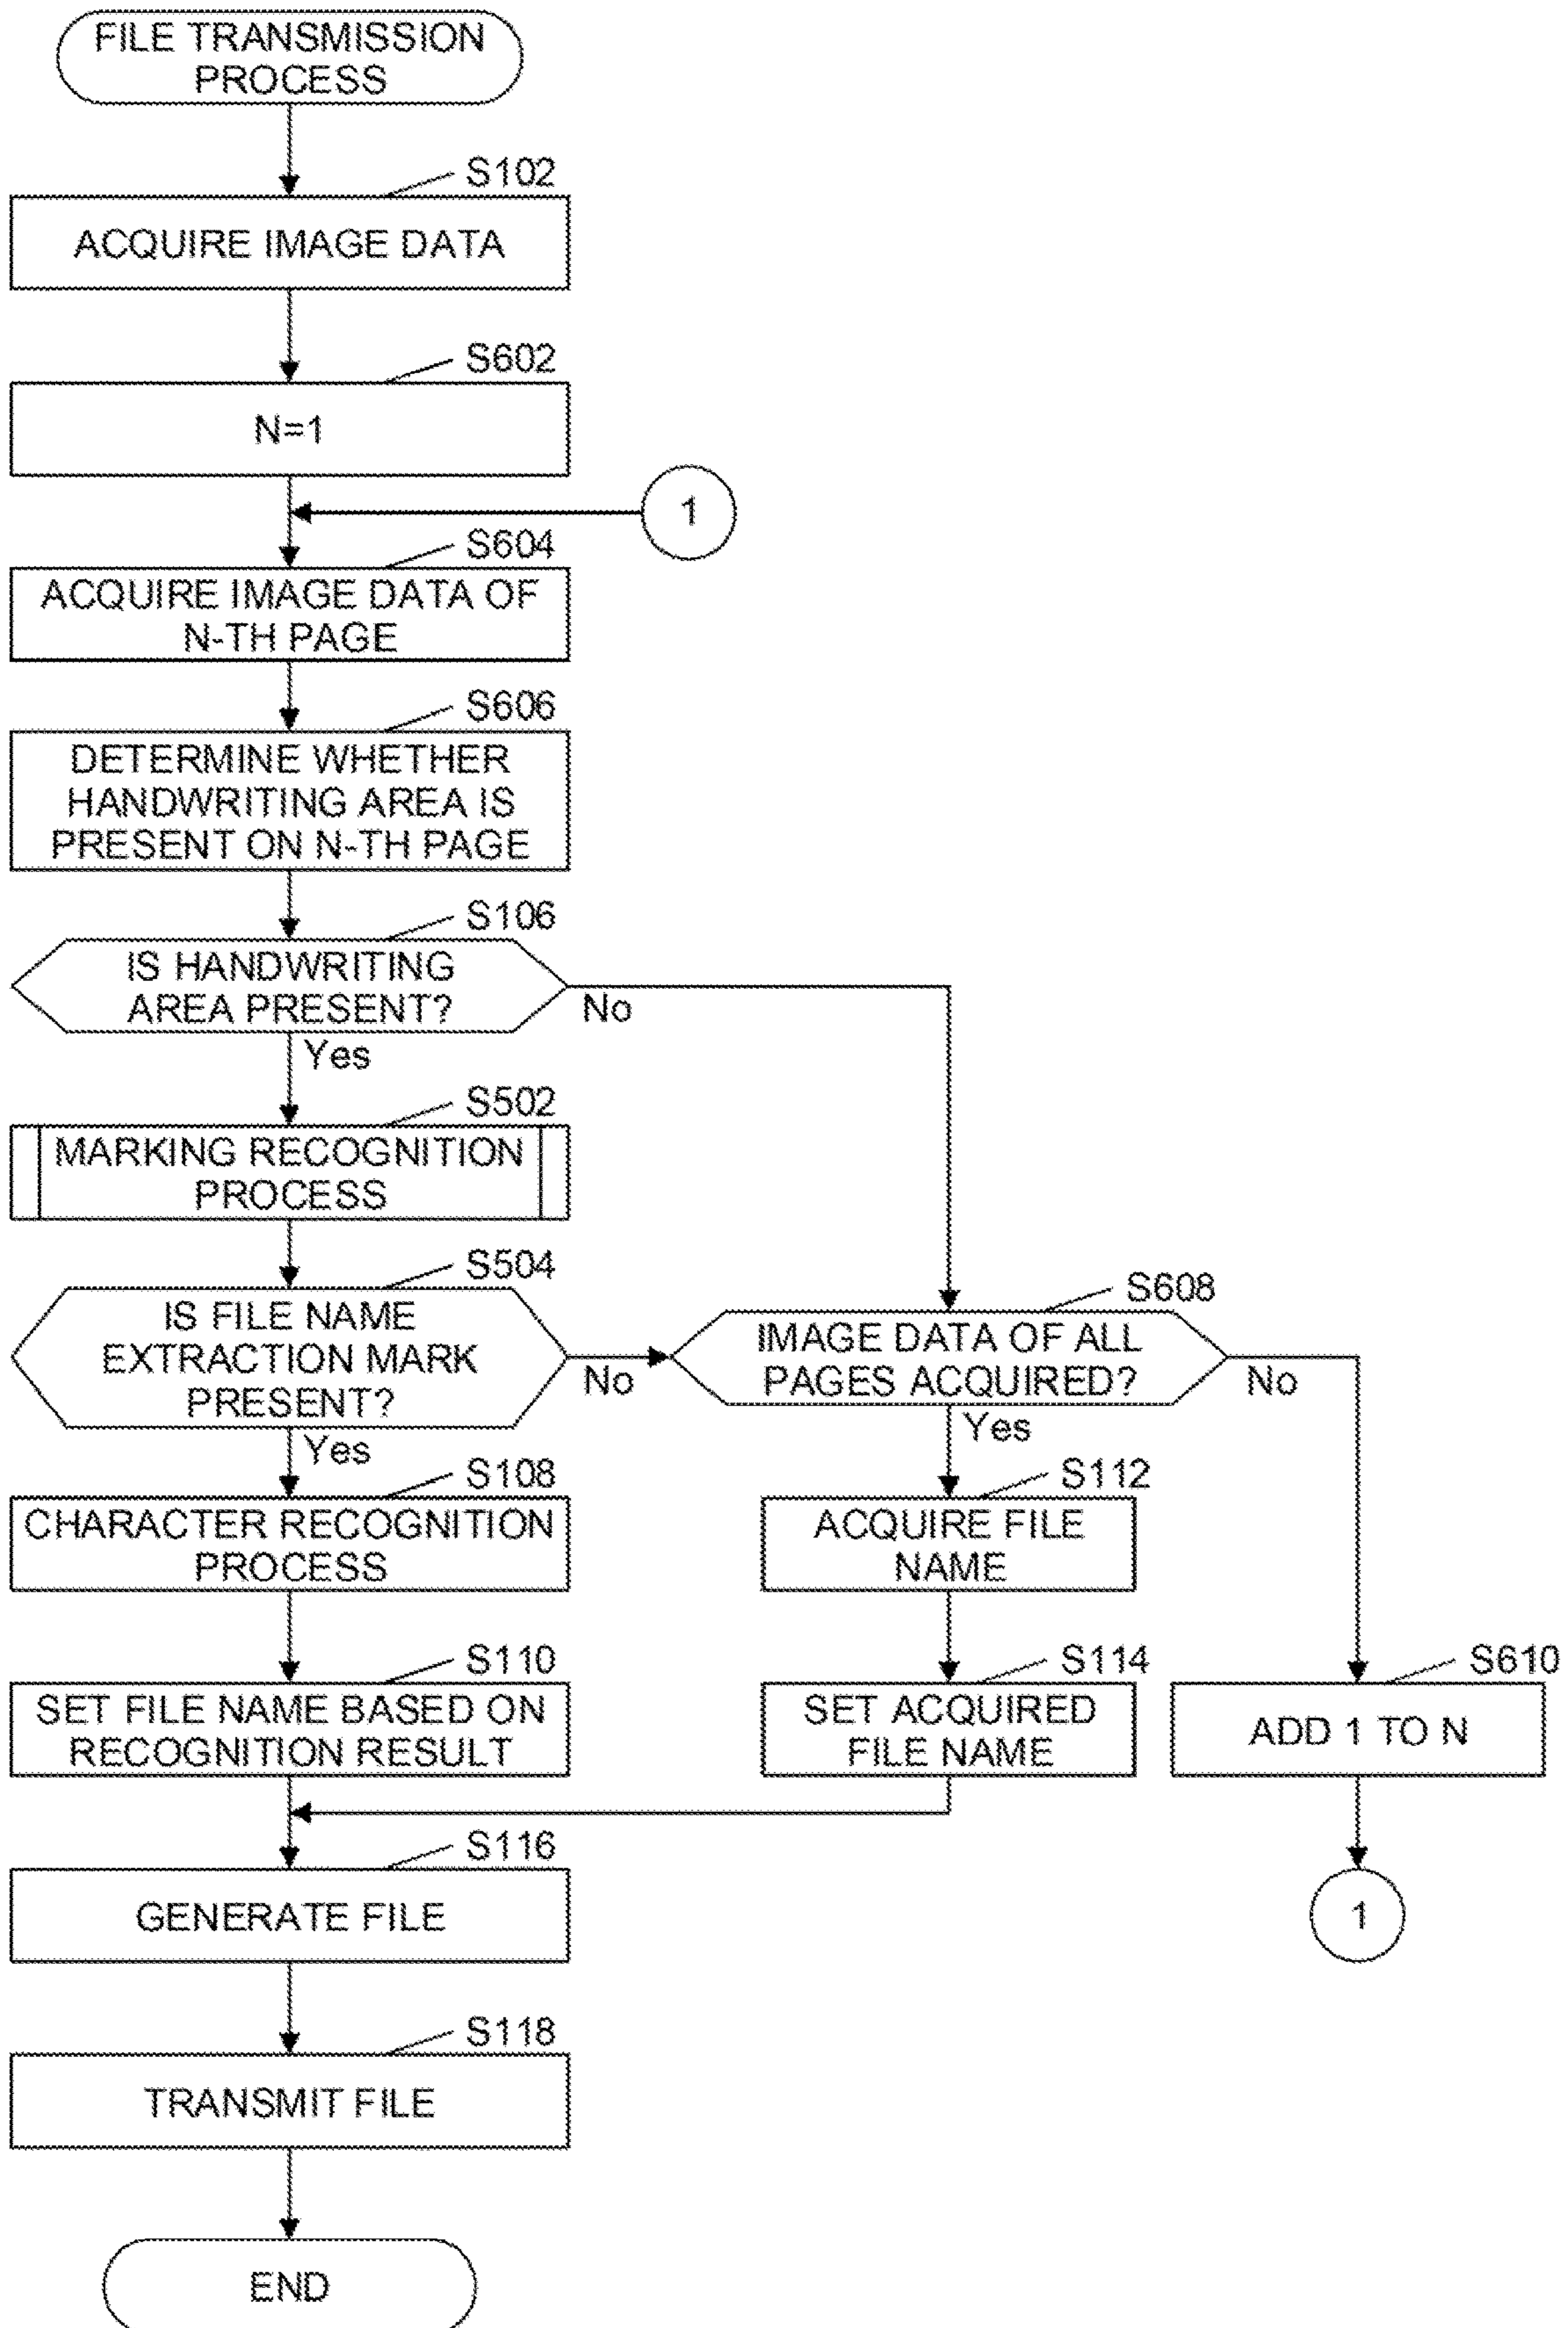 FILE TRANSMISSION
PROCESS
S102
ACQUIRE IMAGE DATA
S602
N=1
1
S604
ACQUIRE IMAGE DATA OF
N-TH PAGE
S606
DETERMINE WHETHER
HANDWRITING AREA IS
PRESENT ON N-TH PAGE
S106
IS HANDWRITING
AREA PRESENT?
No
Yes
S502
MARKING RECOGNITION
PROCESS
S504
IS FILE NAME
EXTRACTION MARK
PRESENT?
No
Yes
S608
IMAGE DATA OF ALL
PAGES ACQUIRED?
No
Yes
S108
CHARACTER RECOGNITION
PROCESS
S112
ACQUIRE FILE
NAME
S110
SET FILE NAME BASED ON
RECOGNITION RESULT
S114
SET ACQUIRED
FILE NAME
S610
ADD 1 TO N
S116
GENERATE FILE
1
S118
TRANSMIT FILE
END